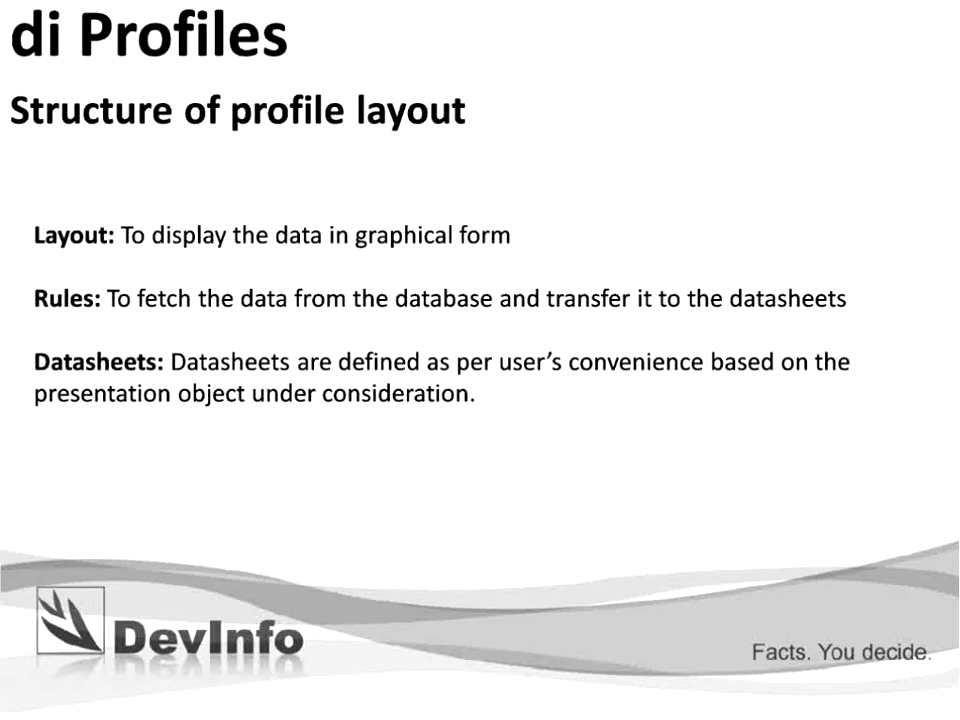 di Profiles
Structure of profile layout
Layout: To display the data in graphical form
Rules: To fetch the data from the database and transfer it to the datasheets
Datasheets: Datasheets are defined as per user’s convenience based on the
presentation object under consideration.
DevInfo
Facts. You decide.